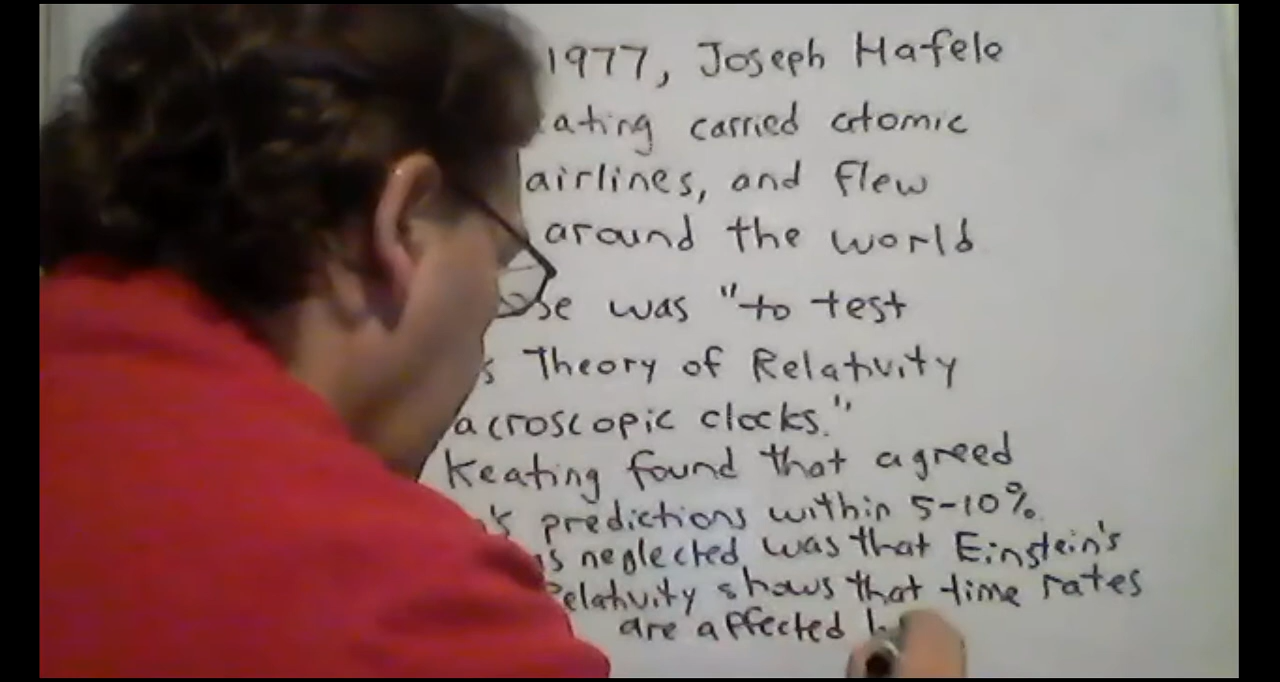 1977, Joseph Hafele
ating carried atomic
airlines, and flew
around the world
se was "to test
s Theory of Relativity
acroscopic clocks."
Keating found that agreed
's predictions within 5-10%.
s neglected was that Einstein's
elativity shows that time rates
are affected